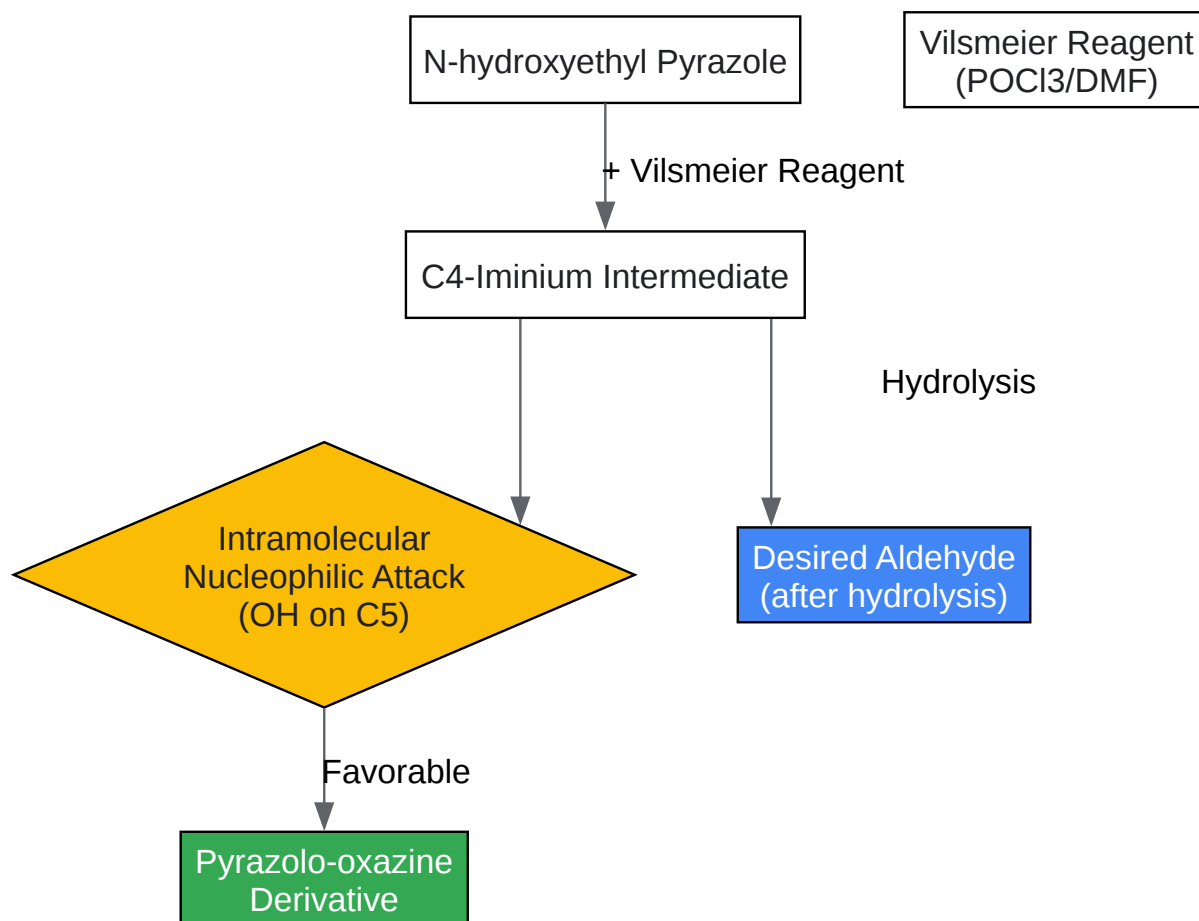 N-hydroxyethyl Pyrazole
Vilsmeier Reagent
(POCl3/DMF)
+ Vilsmeier Reagent
C4-Iminium Intermediate
Hydrolysis
Intramolecular
Nucleophilic Attack
(OH on C5)
Desired Aldehyde
(after hydrolysis)
Favorable
Pyrazolo-oxazine
Derivative